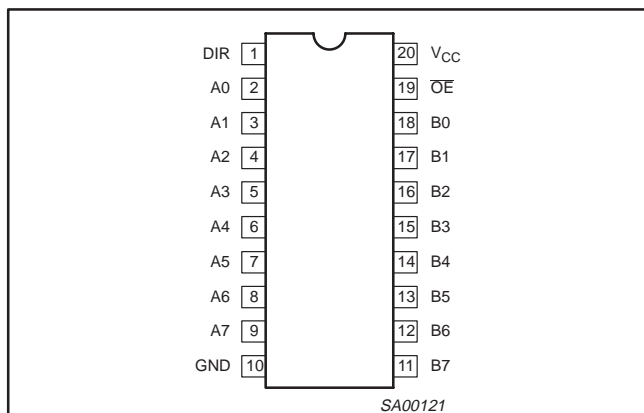 DIR 1 20 VCC
A0 2 19 O̅E̅
A1 3 18 B0
A2 4 17 B1
A3 5 16 B2
A4 6 15 B3
A5 7 14 B4
A6 8 13 B5
A7 9 12 B6
GND 10 11 B7
SA00121